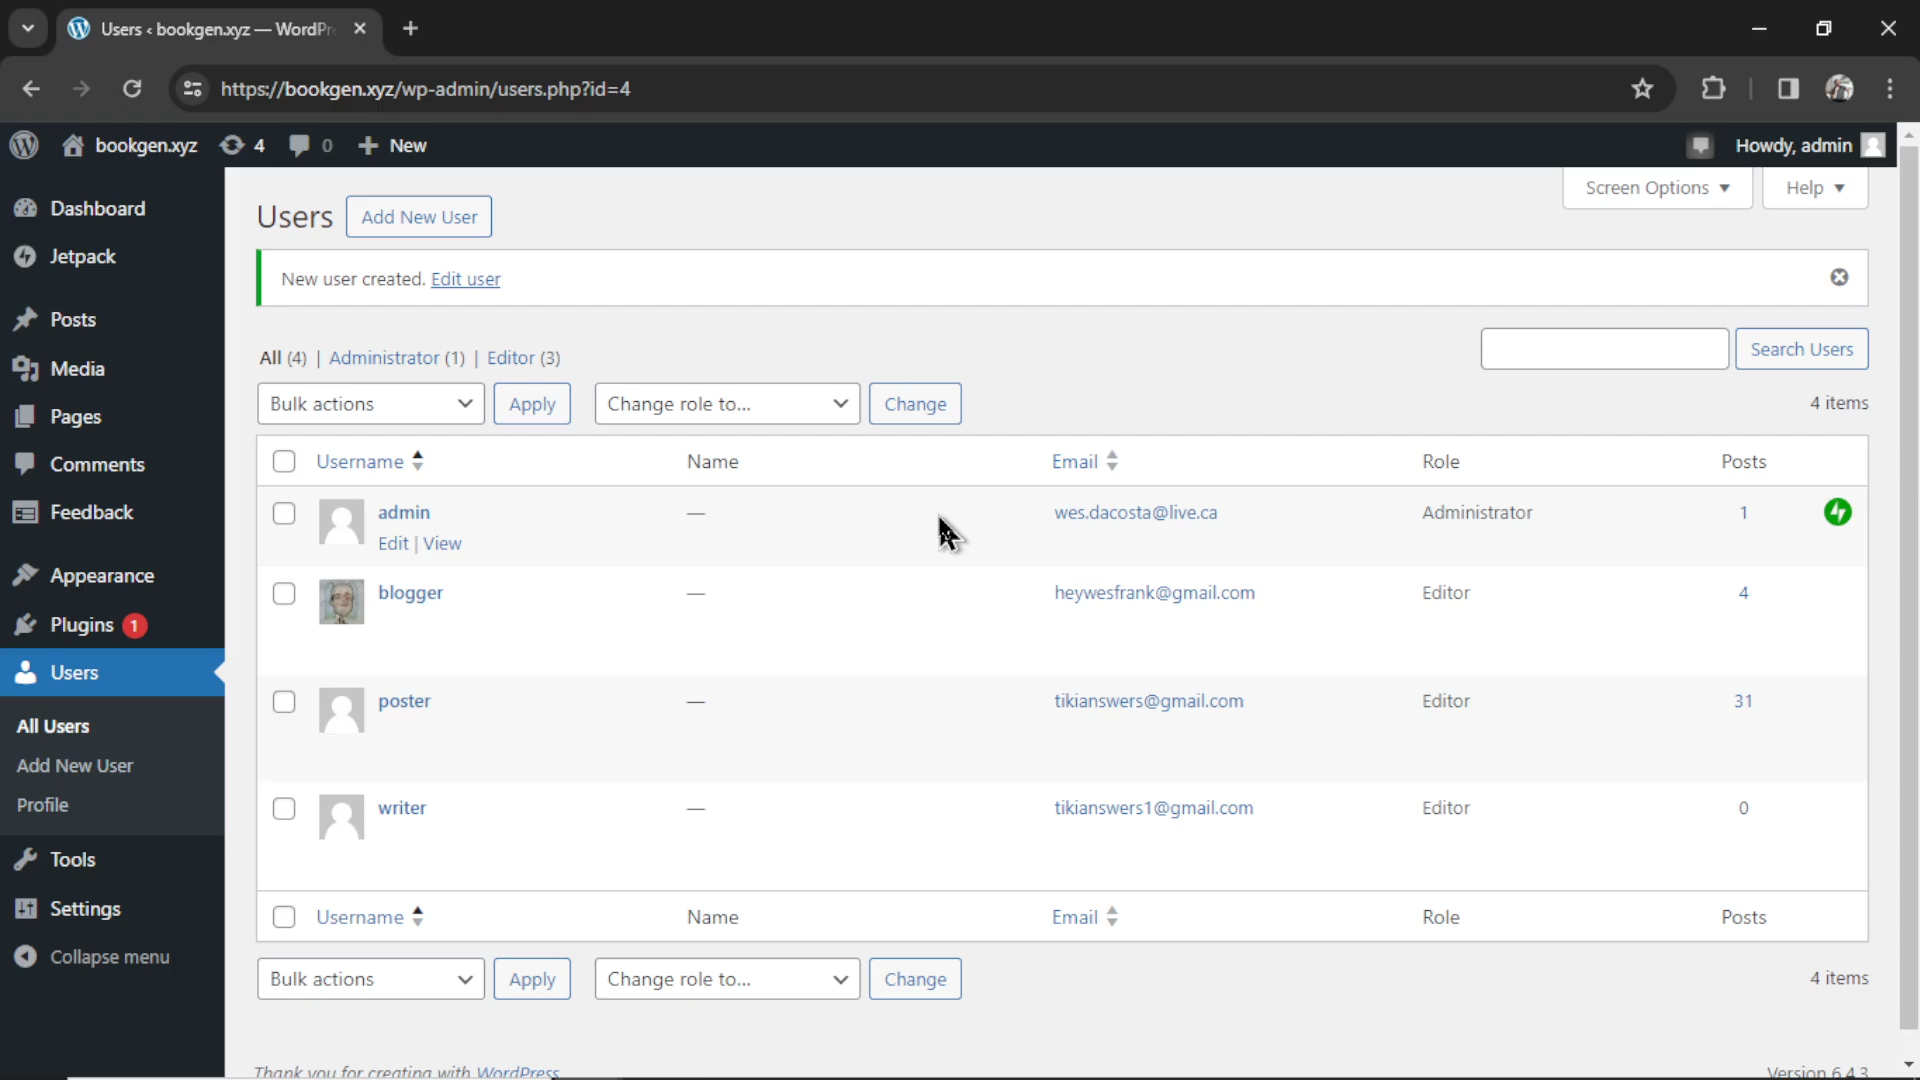 Users ‹ bookgen.xyz — WordPr
https://bookgen.xyz/wp-admin/users.php?id=4
bookgen.xyz 4 0 New Howdy, admin
Screen Options Help
Users Add New User
New user created. Edit user
All (4) | Administrator (1) | Editor (3)
Search Users
Bulk actions Apply Change role to... Change 4 items
Username Name Email Role Posts
admin — wes.dacosta@live.ca Administrator 1
Edit | View
blogger — heywesfrank@gmail.com Editor 4
poster — tikianswers@gmail.com Editor 31
writer — tikianswers1@gmail.com Editor 0
Username Name Email Role Posts
Bulk actions Apply Change role to... Change 4 items
Thank you for creating with WordPress
Version 6.4.3
Dashboard
Jetpack
Posts
Media
Pages
Comments
Feedback
Appearance
Plugins 1
Users
All Users
Add New User
Profile
Tools
Settings
Collapse menu